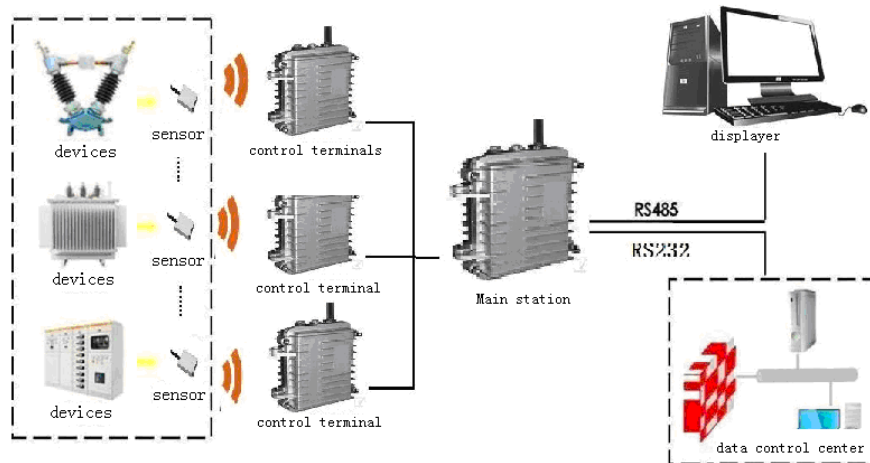 devices
sensor
control terminals
displayer
devices
sensor
control terminal
Main station
RS485
RS232
devices
sensor
control terminal
data control center